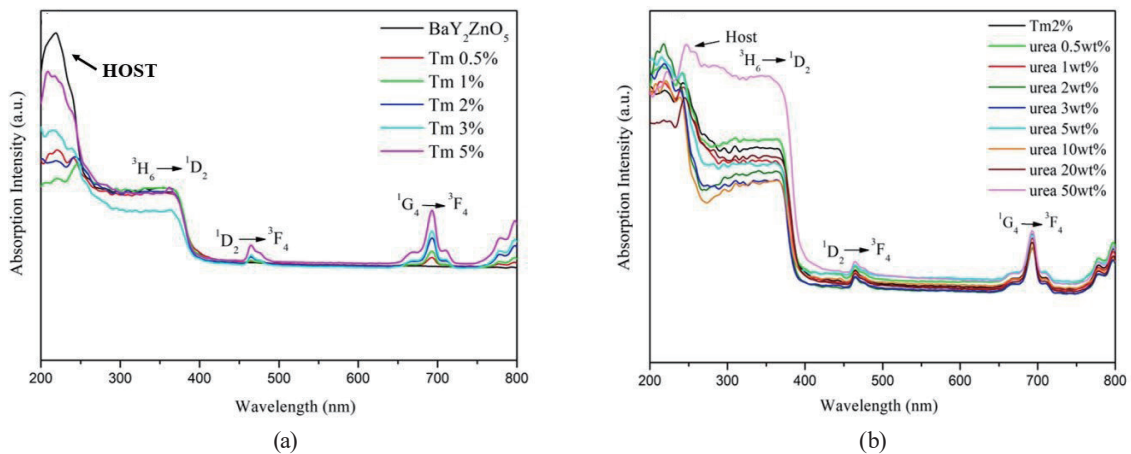 HOST
BaY₂ZnO₅
Tm 0.5%
Tm 1%
Tm 2%
Tm 3%
Tm 5%
³H₆ → ¹D₂
¹D₂ → ³F₄
¹G₄ → ³F₄
Absorption Intensity (a.u.)
200 300 400 500 600 700 800
Wavelength (nm)
(a)
Host
³H₆ → ¹D₂
Tm2%
urea 0.5wt%
urea 1wt%
urea 2wt%
urea 3wt%
urea 5wt%
urea 10wt%
urea 20wt%
urea 50wt%
¹D₂ → ³F₄
¹G₄ → ³F₄
Absorption Intensity (a.u.)
200 300 400 500 600 700 800
Wavelength (nm)
(b)